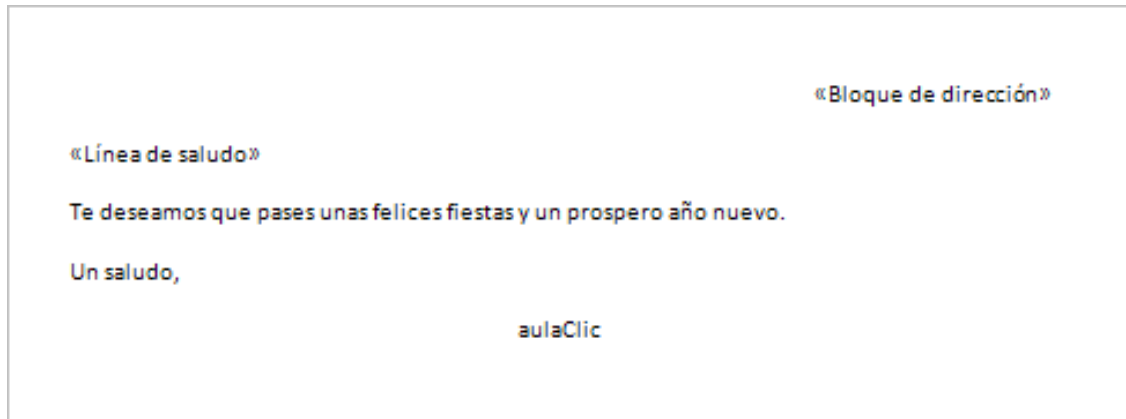 «Bloque de dirección»
«Línea de saludo»
Te deseamos que pases unas felices fiestas y un prospero año nuevo.
Un saludo,
aulaClic